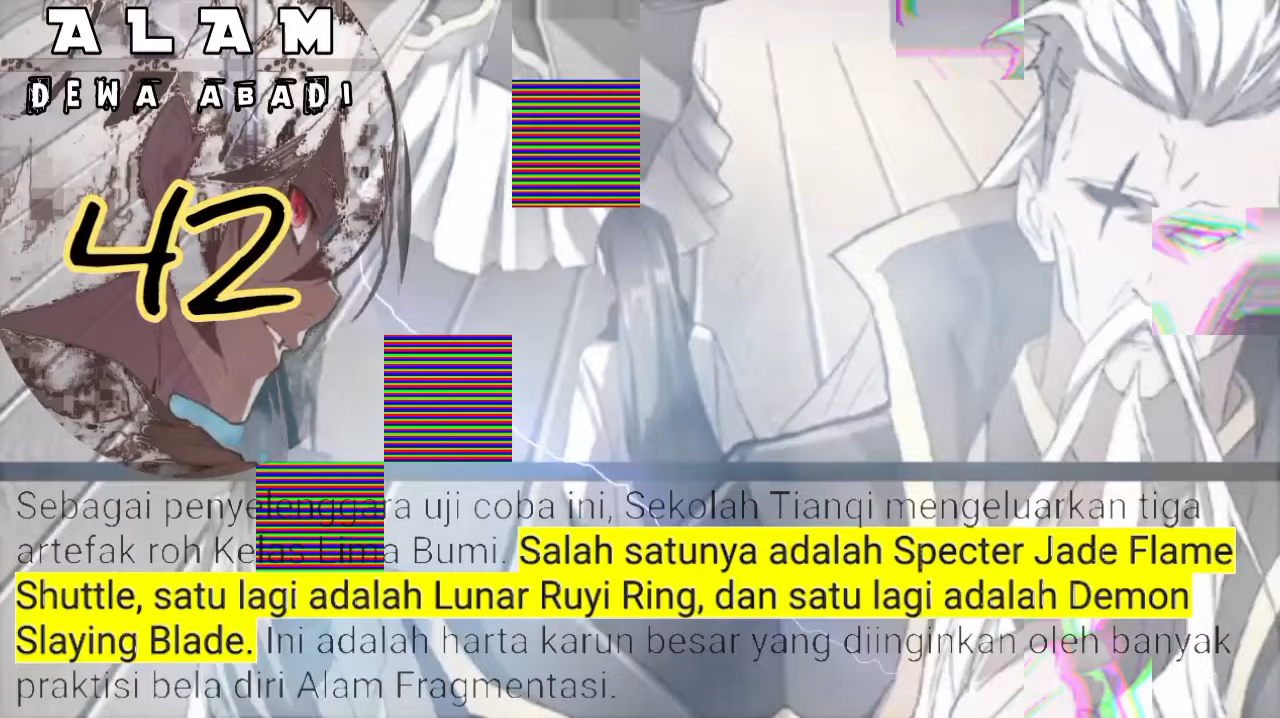 ALAM
DEWA ABADI
42
Sebagai penyelenggara uji coba ini, Sekolah Tianqi mengeluarkan tiga
artefak roh Kelas Lima Bumi. Salah satunya adalah Specter Jade Flame
Shuttle, satu lagi adalah Lunar Ruyi Ring, dan satu lagi adalah Demon
Slaying Blade. Ini adalah harta karun besar yang diinginkan oleh banyak
praktisi bela diri Alam Fragmentasi.